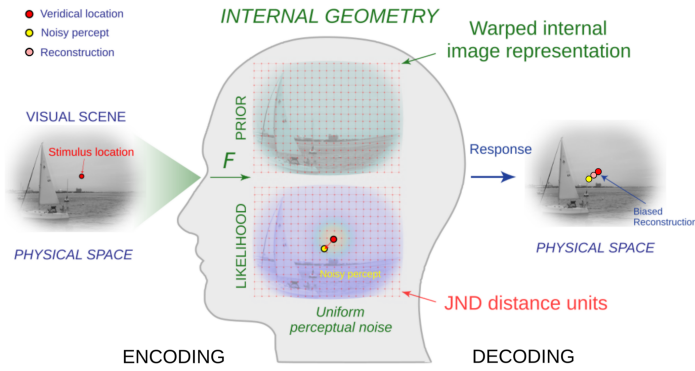 INTERNAL GEOMETRY
Veridical location
Noisy percept
Reconstruction
Warped internal
image representation
VISUAL SCENE
Stimulus location
PHYSICAL SPACE
F
PRIOR
LIKELIHOOD
Noisy percept
Uniform
perceptual noise
JND distance units
Response
Biased
Reconstruction
PHYSICAL SPACE
ENCODING
DECODING